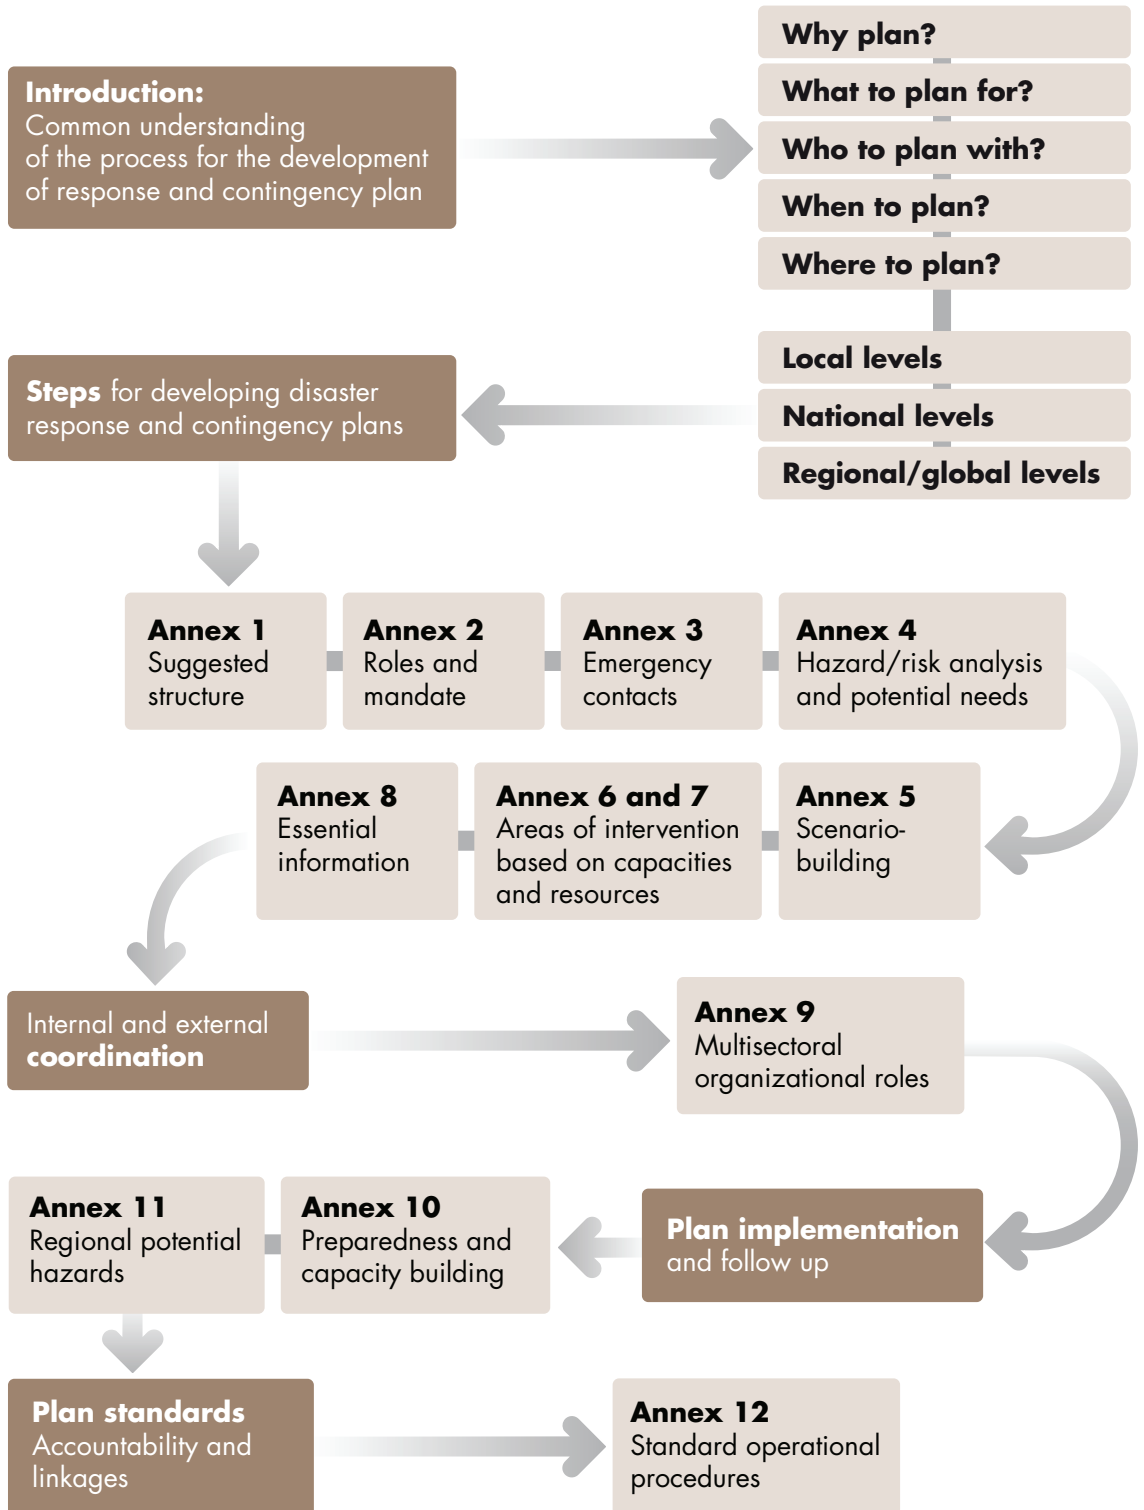 Introduction:
Common understanding
of the process for the development
of response and contingency plan
Why plan?
What to plan for?
Who to plan with?
When to plan?
Where to plan?
Local levels
National levels
Regional/global levels
Steps for developing disaster
response and contingency plans
Annex 1
Suggested
structure
Annex 2
Roles and
mandate
Annex 3
Emergency
contacts
Annex 4
Hazard/risk analysis
and potential needs
Annex 5
Scenario-
building
Annex 6 and 7
Areas of intervention
based on capacities
and resources
Annex 8
Essential
information
Internal and external
coordination
Annex 9
Multisectoral
organizational roles
Plan implementation
and follow up
Annex 10
Preparedness and
capacity building
Annex 11
Regional potential
hazards
Plan standards
Accountability and
linkages
Annex 12
Standard operational
procedures